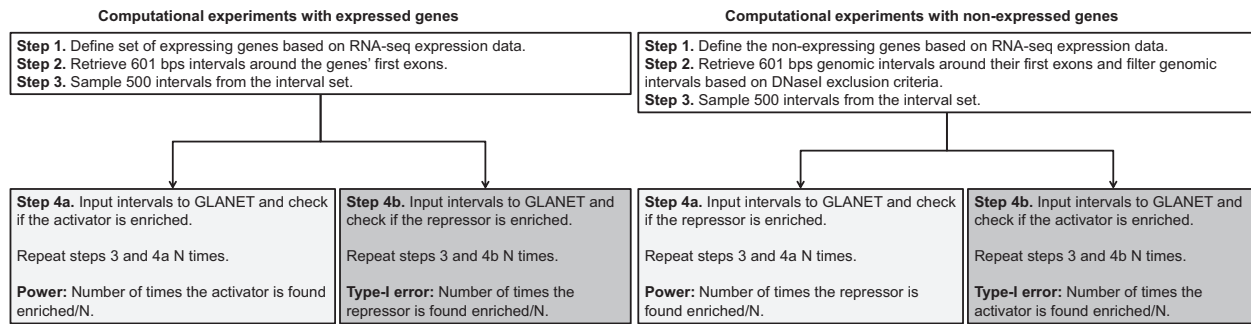 Computational experiments with expressed genes
Step 1. Define set of expressing genes based on RNA-seq expression data.
Step 2. Retrieve 601 bps intervals around the genes' first exons.
Step 3. Sample 500 intervals from the interval set.
Step 4a. Input intervals to GLANET and check
if the activator is enriched.
Repeat steps 3 and 4a N times.
Power: Number of times the activator is found
enriched/N.
Step 4b. Input intervals to GLANET and
check if the repressor is enriched.
Repeat steps 3 and 4b N times.
Type-I error: Number of times the
repressor is found enriched/N.
Computational experiments with non-expressed genes
Step 1. Define the non-expressing genes based on RNA-seq expression data.
Step 2. Retrieve 601 bps genomic intervals around their first exons and filter genomic
intervals based on DNaseI exclusion criteria.
Step 3. Sample 500 intervals from the interval set.
Step 4a. Input intervals to GLANET and check
if the repressor is enriched.
Repeat steps 3 and 4a N times.
Power: Number of times the repressor is
found enriched/N.
Step 4b. Input intervals to GLANET and
check if the activator is enriched.
Repeat steps 3 and 4b N times.
Type-I error: Number of times the
activator is found enriched/N.